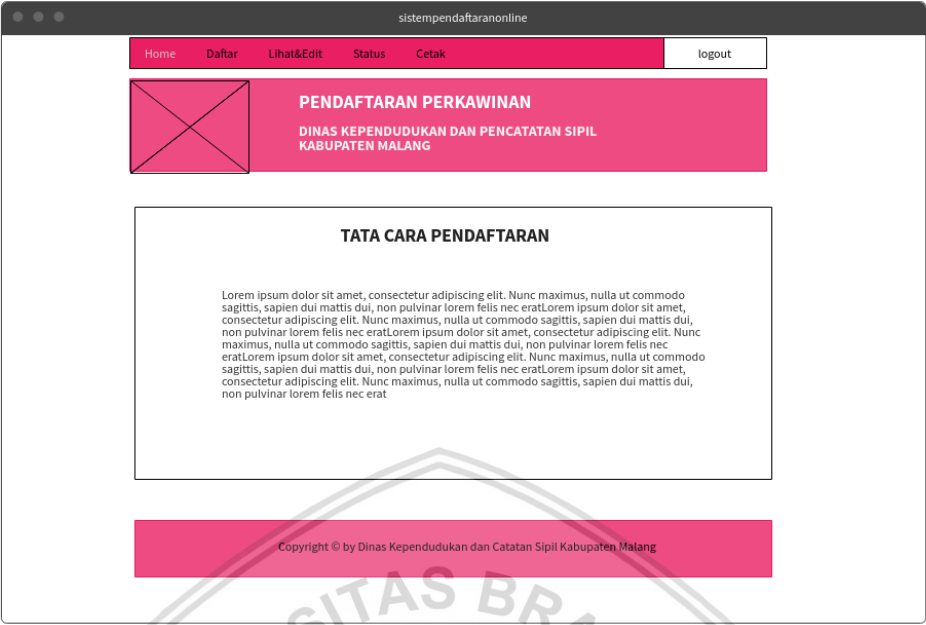 sistempendaftaranonline
Home Daftar Lihat&Edit Status Cetak logout
PENDAFTARAN PERKAWINAN
DINAS KEPENDUDUKAN DAN PENCATATAN SIPIL
KABUPATEN MALANG
TATA CARA PENDAFTARAN
Lorem ipsum dolor sit amet, consectetur adipiscing elit. Nunc maximus, nulla ut commodo
sagittis, sapien dui mattis dui, non pulvinar lorem felis nec eratLorem ipsum dolor sit amet,
consectetur adipiscing elit. Nunc maximus, nulla ut commodo sagittis, sapien dui mattis dui,
non pulvinar lorem felis nec eratLorem ipsum dolor sit amet, consectetur adipiscing elit. Nunc
maximus, nulla ut commodo sagittis, sapien dui mattis dui, non pulvinar lorem felis nec
eratLorem ipsum dolor sit amet, consectetur adipiscing elit. Nunc maximus, nulla ut commodo
sagittis, sapien dui mattis dui, non pulvinar lorem felis nec eratLorem ipsum dolor sit amet,
consectetur adipiscing elit. Nunc maximus, nulla ut commodo sagittis, sapien dui mattis dui,
non pulvinar lorem felis nec erat
Copyright © by Dinas Kependudukan dan Catatan Sipil Kabupaten Malang
SITAS BRA